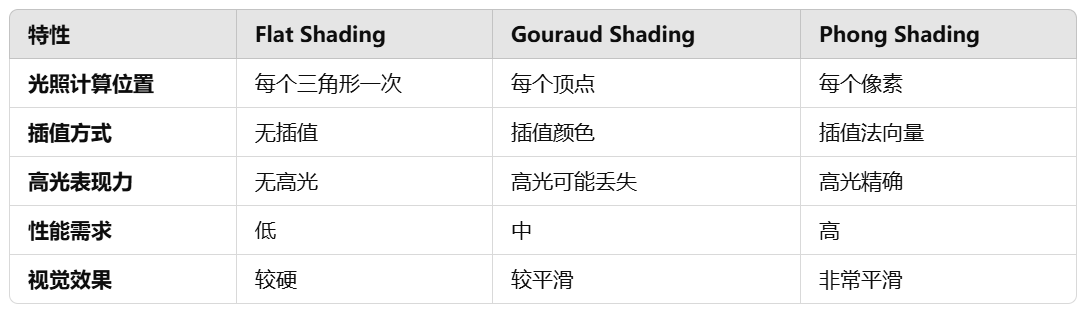 特性 Flat Shading Gouraud Shading Phong Shading
光照计算位置 每个三角形一次 每个顶点 每个像素
插值方式 无插值 插值颜色 插值法向量
高光表现力 无高光 高光可能丢失 高光精确
性能需求 低 中 高
视觉效果 较硬 较平滑 非常平滑